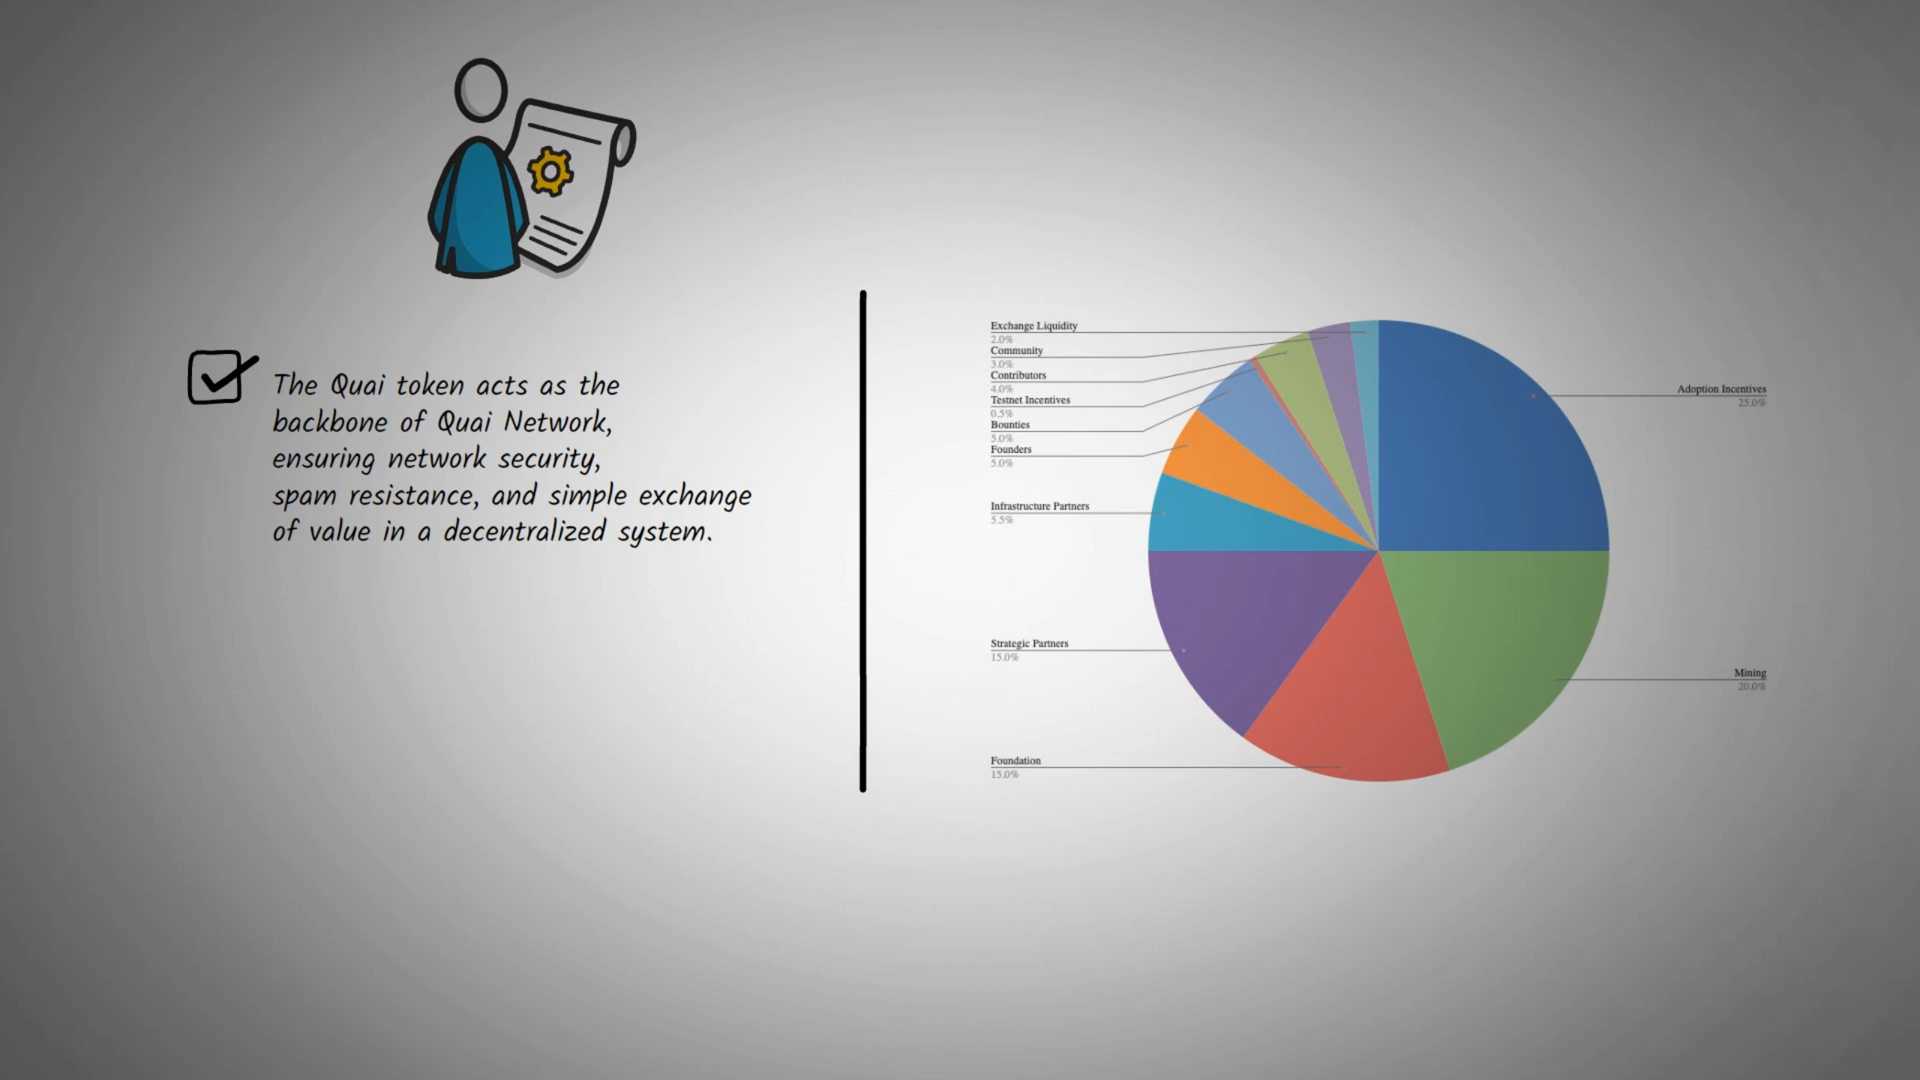 The Quai token acts as the
backbone of Quai Network,
ensuring network security,
spam resistance, and simple exchange
of value in a decentralized system.
Exchange Liquidity
2.0%
Community
3.0%
Contributors
4.0%
Testnet Incentives
0.5%
Bounties
5.0%
Founders
5.0%
Infrastructure Partners
5.5%
Strategic Partners
15.0%
Foundation
15.0%
Adoption Incentives
25.0%
Mining
20.0%